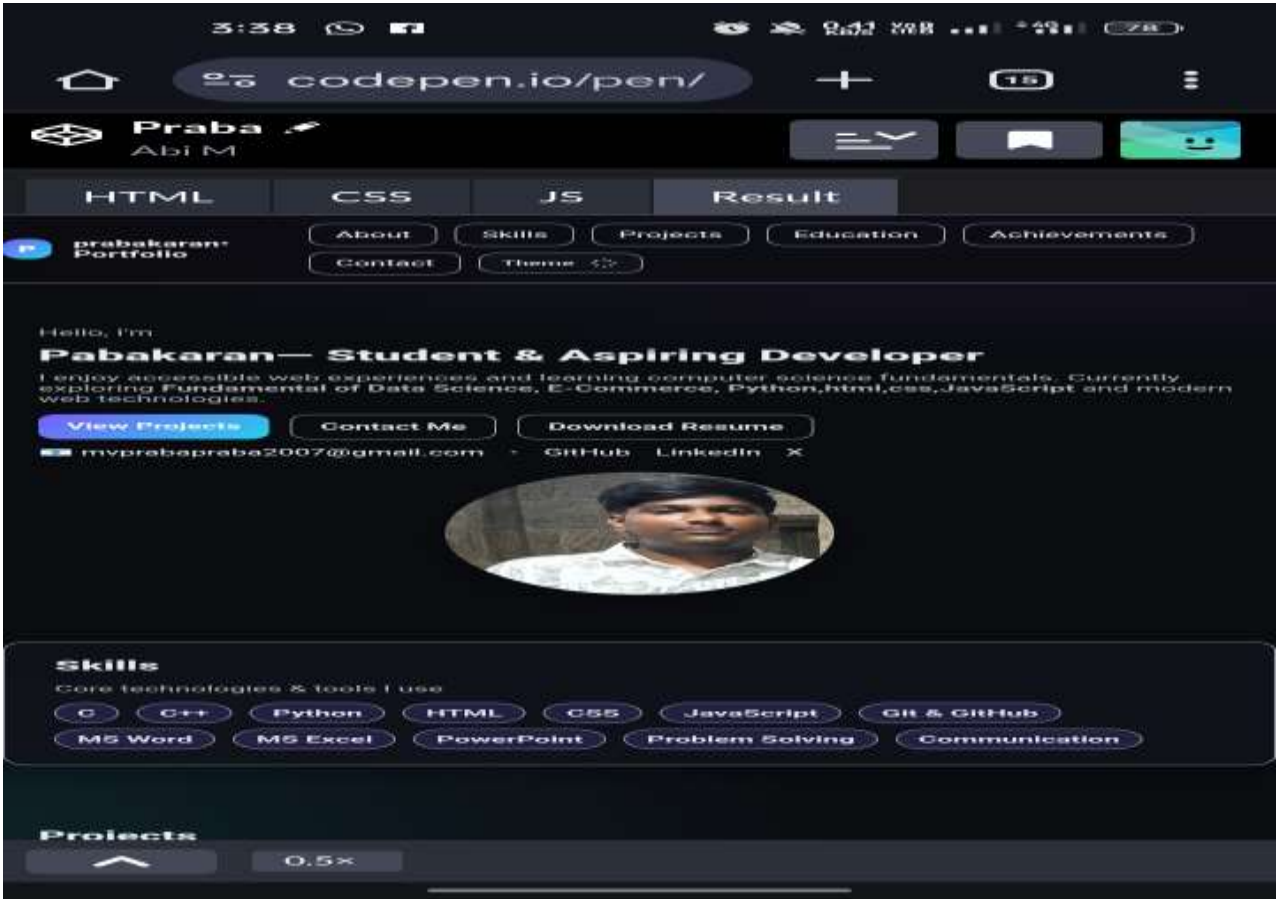 3:38 78
codepen.io/pen/ 15
Praba
Abi M
HTML CSS JS Result
P prabakaran•
Portfolio
About Skills Projects Education Achievements
Contact Theme
Hello, I'm
Pabakaran— Student & Aspiring Developer
I enjoy accessible web experiences and learning computer science fundamentals. Currently
exploring Fundamental of Data Science, E-Commerce, Python,html,css,JavaScript and modern
web technologies.
View Projects Contact Me Download Resume
mvprabapraba2007@gmail.com · GitHub LinkedIn X
Skills
Core technologies & tools I use
C C++ Python HTML CSS JavaScript Git & GitHub
MS Word MS Excel PowerPoint Problem Solving Communication
Projects
0.5×